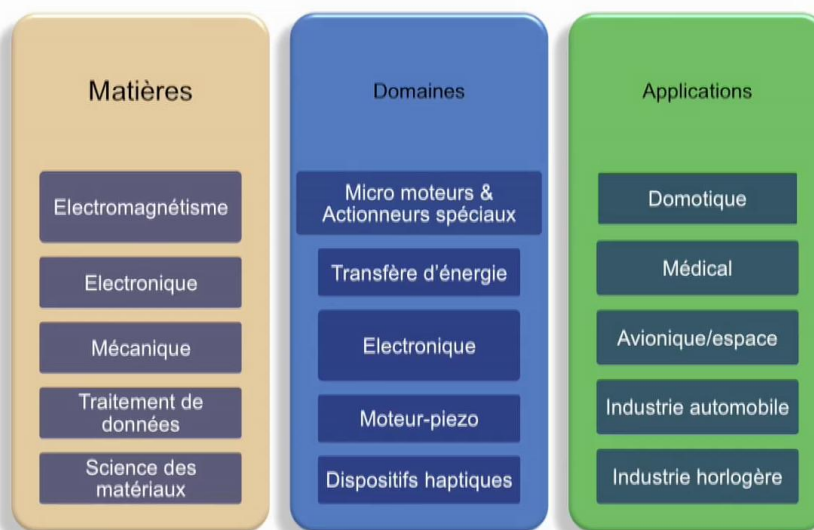 Matières
Electromagnétisme
Electronique
Mécanique
Traitement de
données
Science des
matériaux
Domaines
Micro moteurs &
Actionneurs spéciaux
Transfère d'énergie
Electronique
Moteur-piezo
Dispositifs haptiques
Applications
Domotique
Médical
Avionique/espace
Industrie automobile
Industrie horlogère